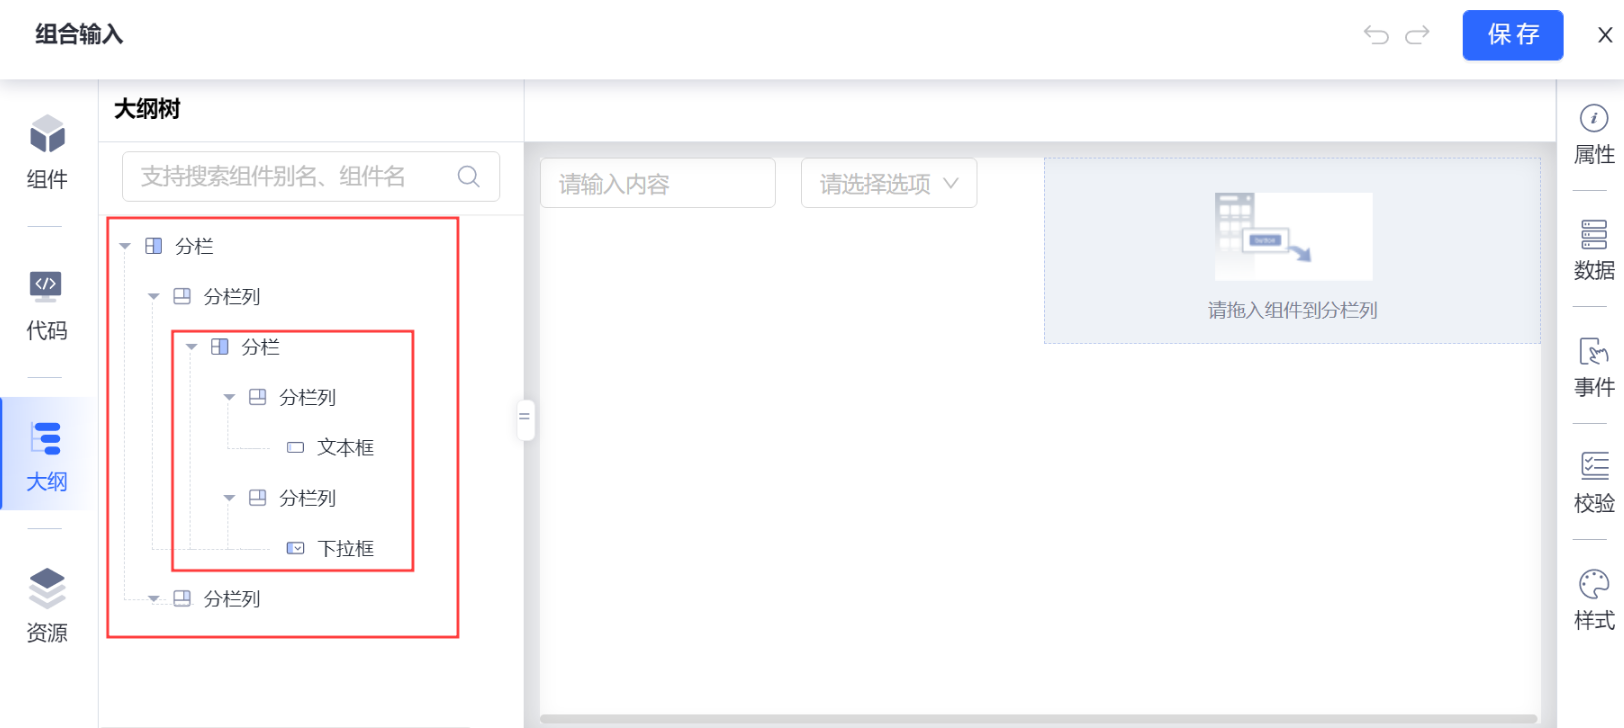 组合输入
保存
X
大纲树
组件
支持搜索组件别名、组件名
请输入内容
请选择选项
属性
分栏
数据
分栏列
请拖入组件到分栏列
代码
分栏
事件
分栏列
文本框
大纲
分栏列
校验
下拉框
分栏列
样式
资源